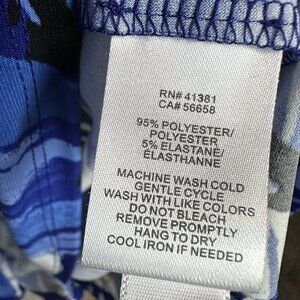 RN# 41381
CA# 56658
95% POLYESTER/
POLYESTER
5% ELASTANE/
ÉLASTHANNE
MACHINE WASH COLD
GENTLE CYCLE
WASH WITH LIKE COLORS
DO NOT BLEACH
REMOVE PROMPTLY
HANG TO DRY
COOL IRON IF NEEDED